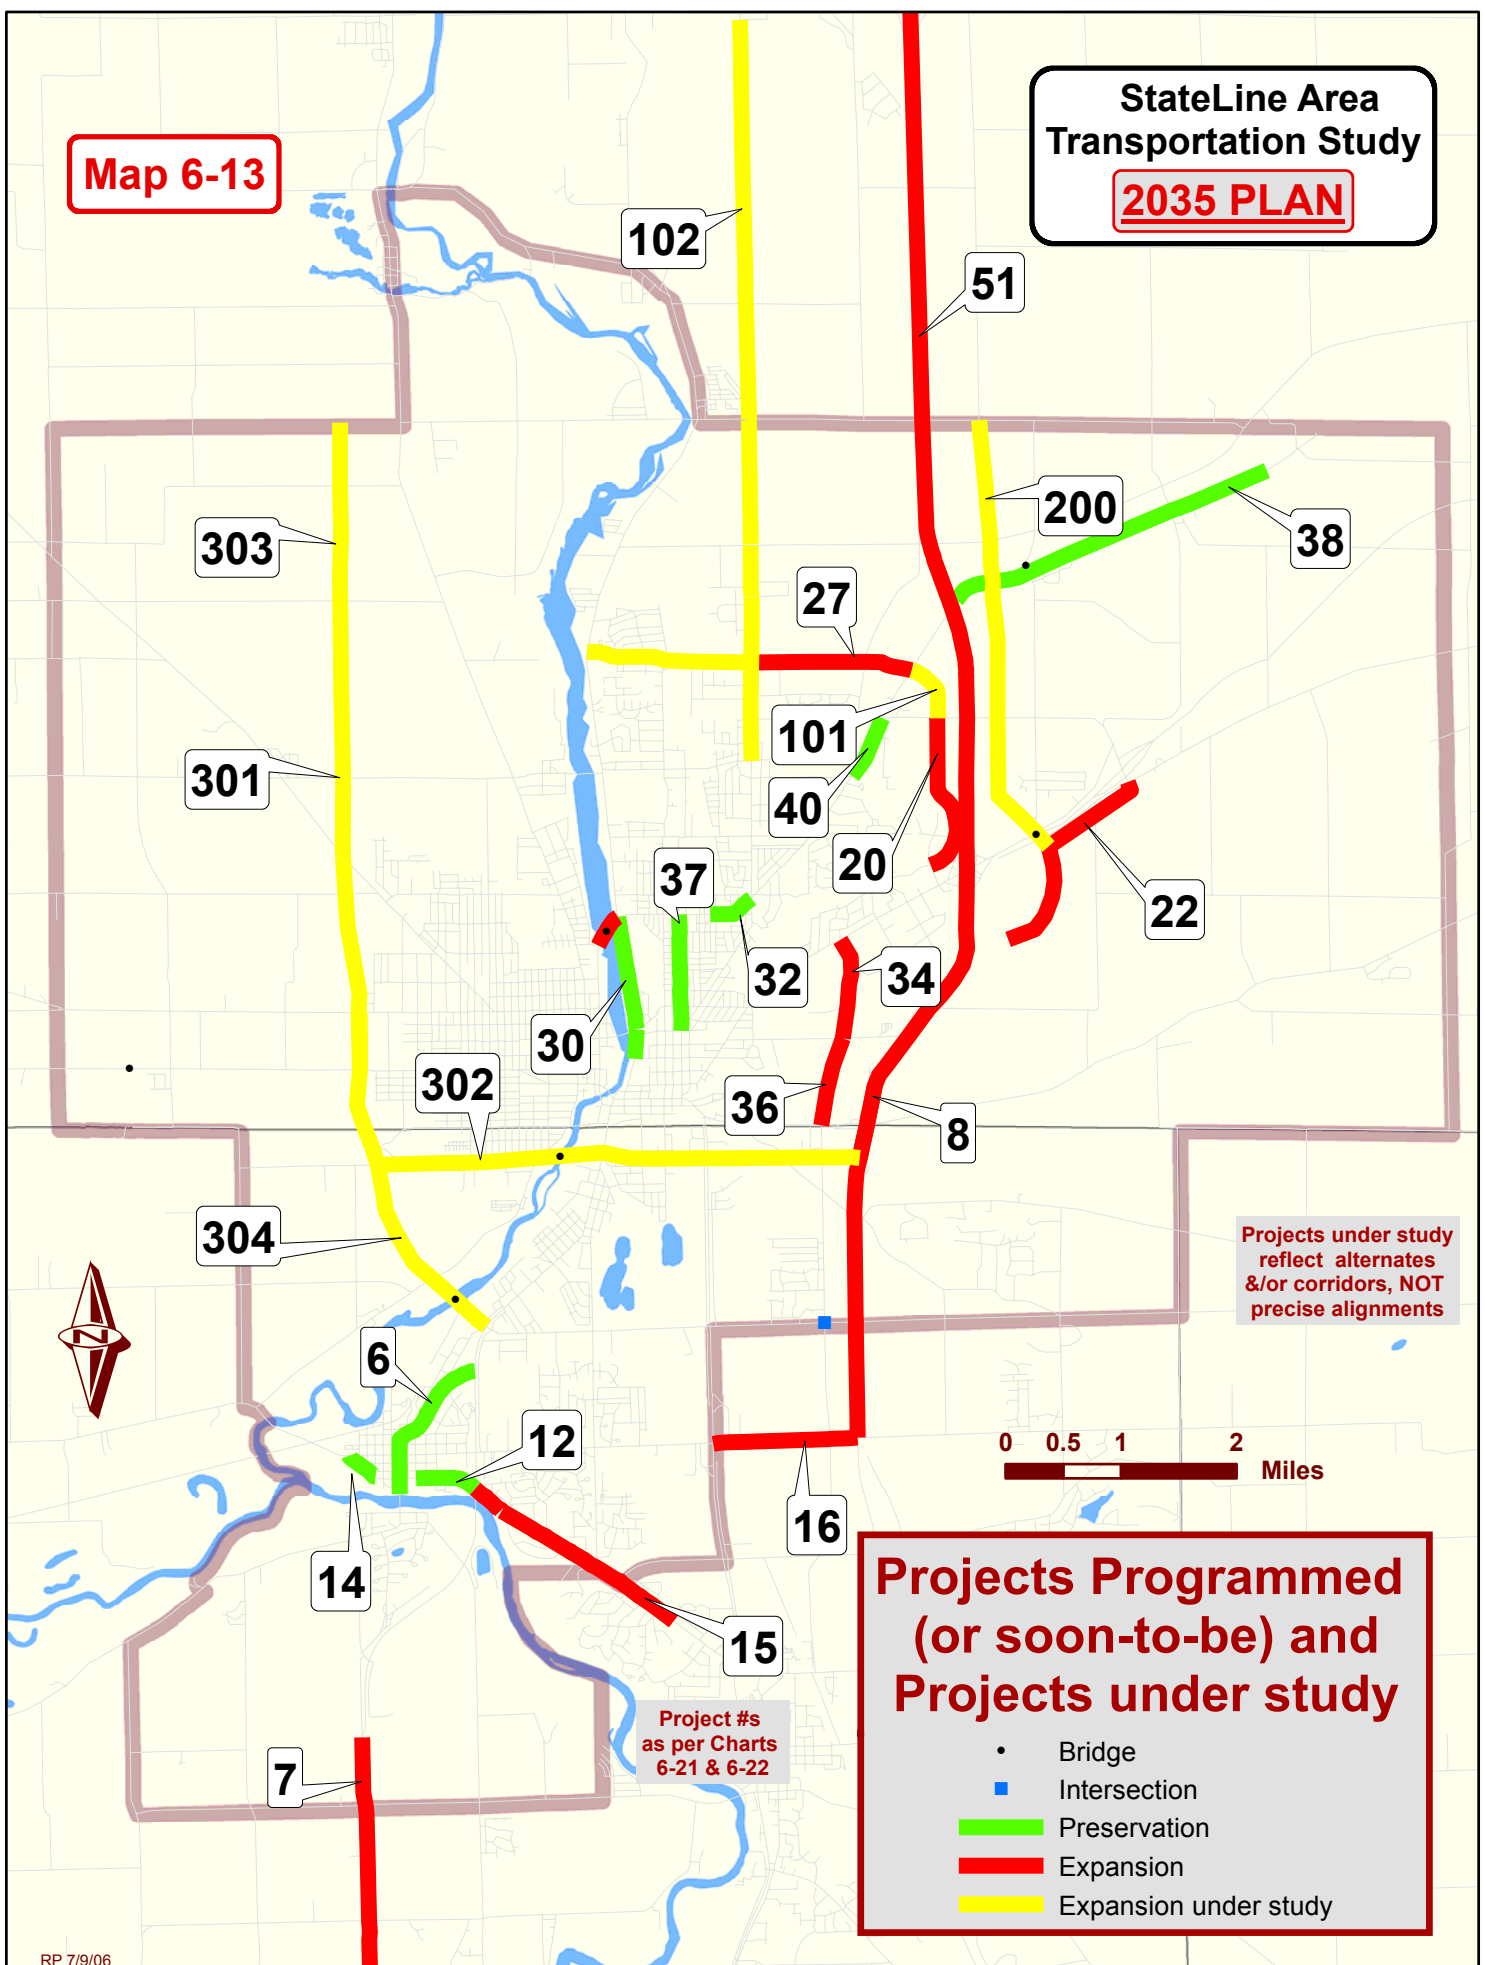 Map 6-13
StateLine Area
Transportation Study
2035 PLAN
102
51
200
38
303
27
301
101
40
20
37
22
32
34
30
302
36
8
304
Projects under study
reflect alternates
&/or corridors, NOT
precise alignments
N
6
12
0 0.5 1 2
Miles
16
14
15
Projects Programmed
(or soon-to-be) and
Projects under study
Bridge
Intersection
Preservation
Expansion
Expansion under study
Project #s
as per Charts
6-21 & 6-22
7
RP 7/9/06